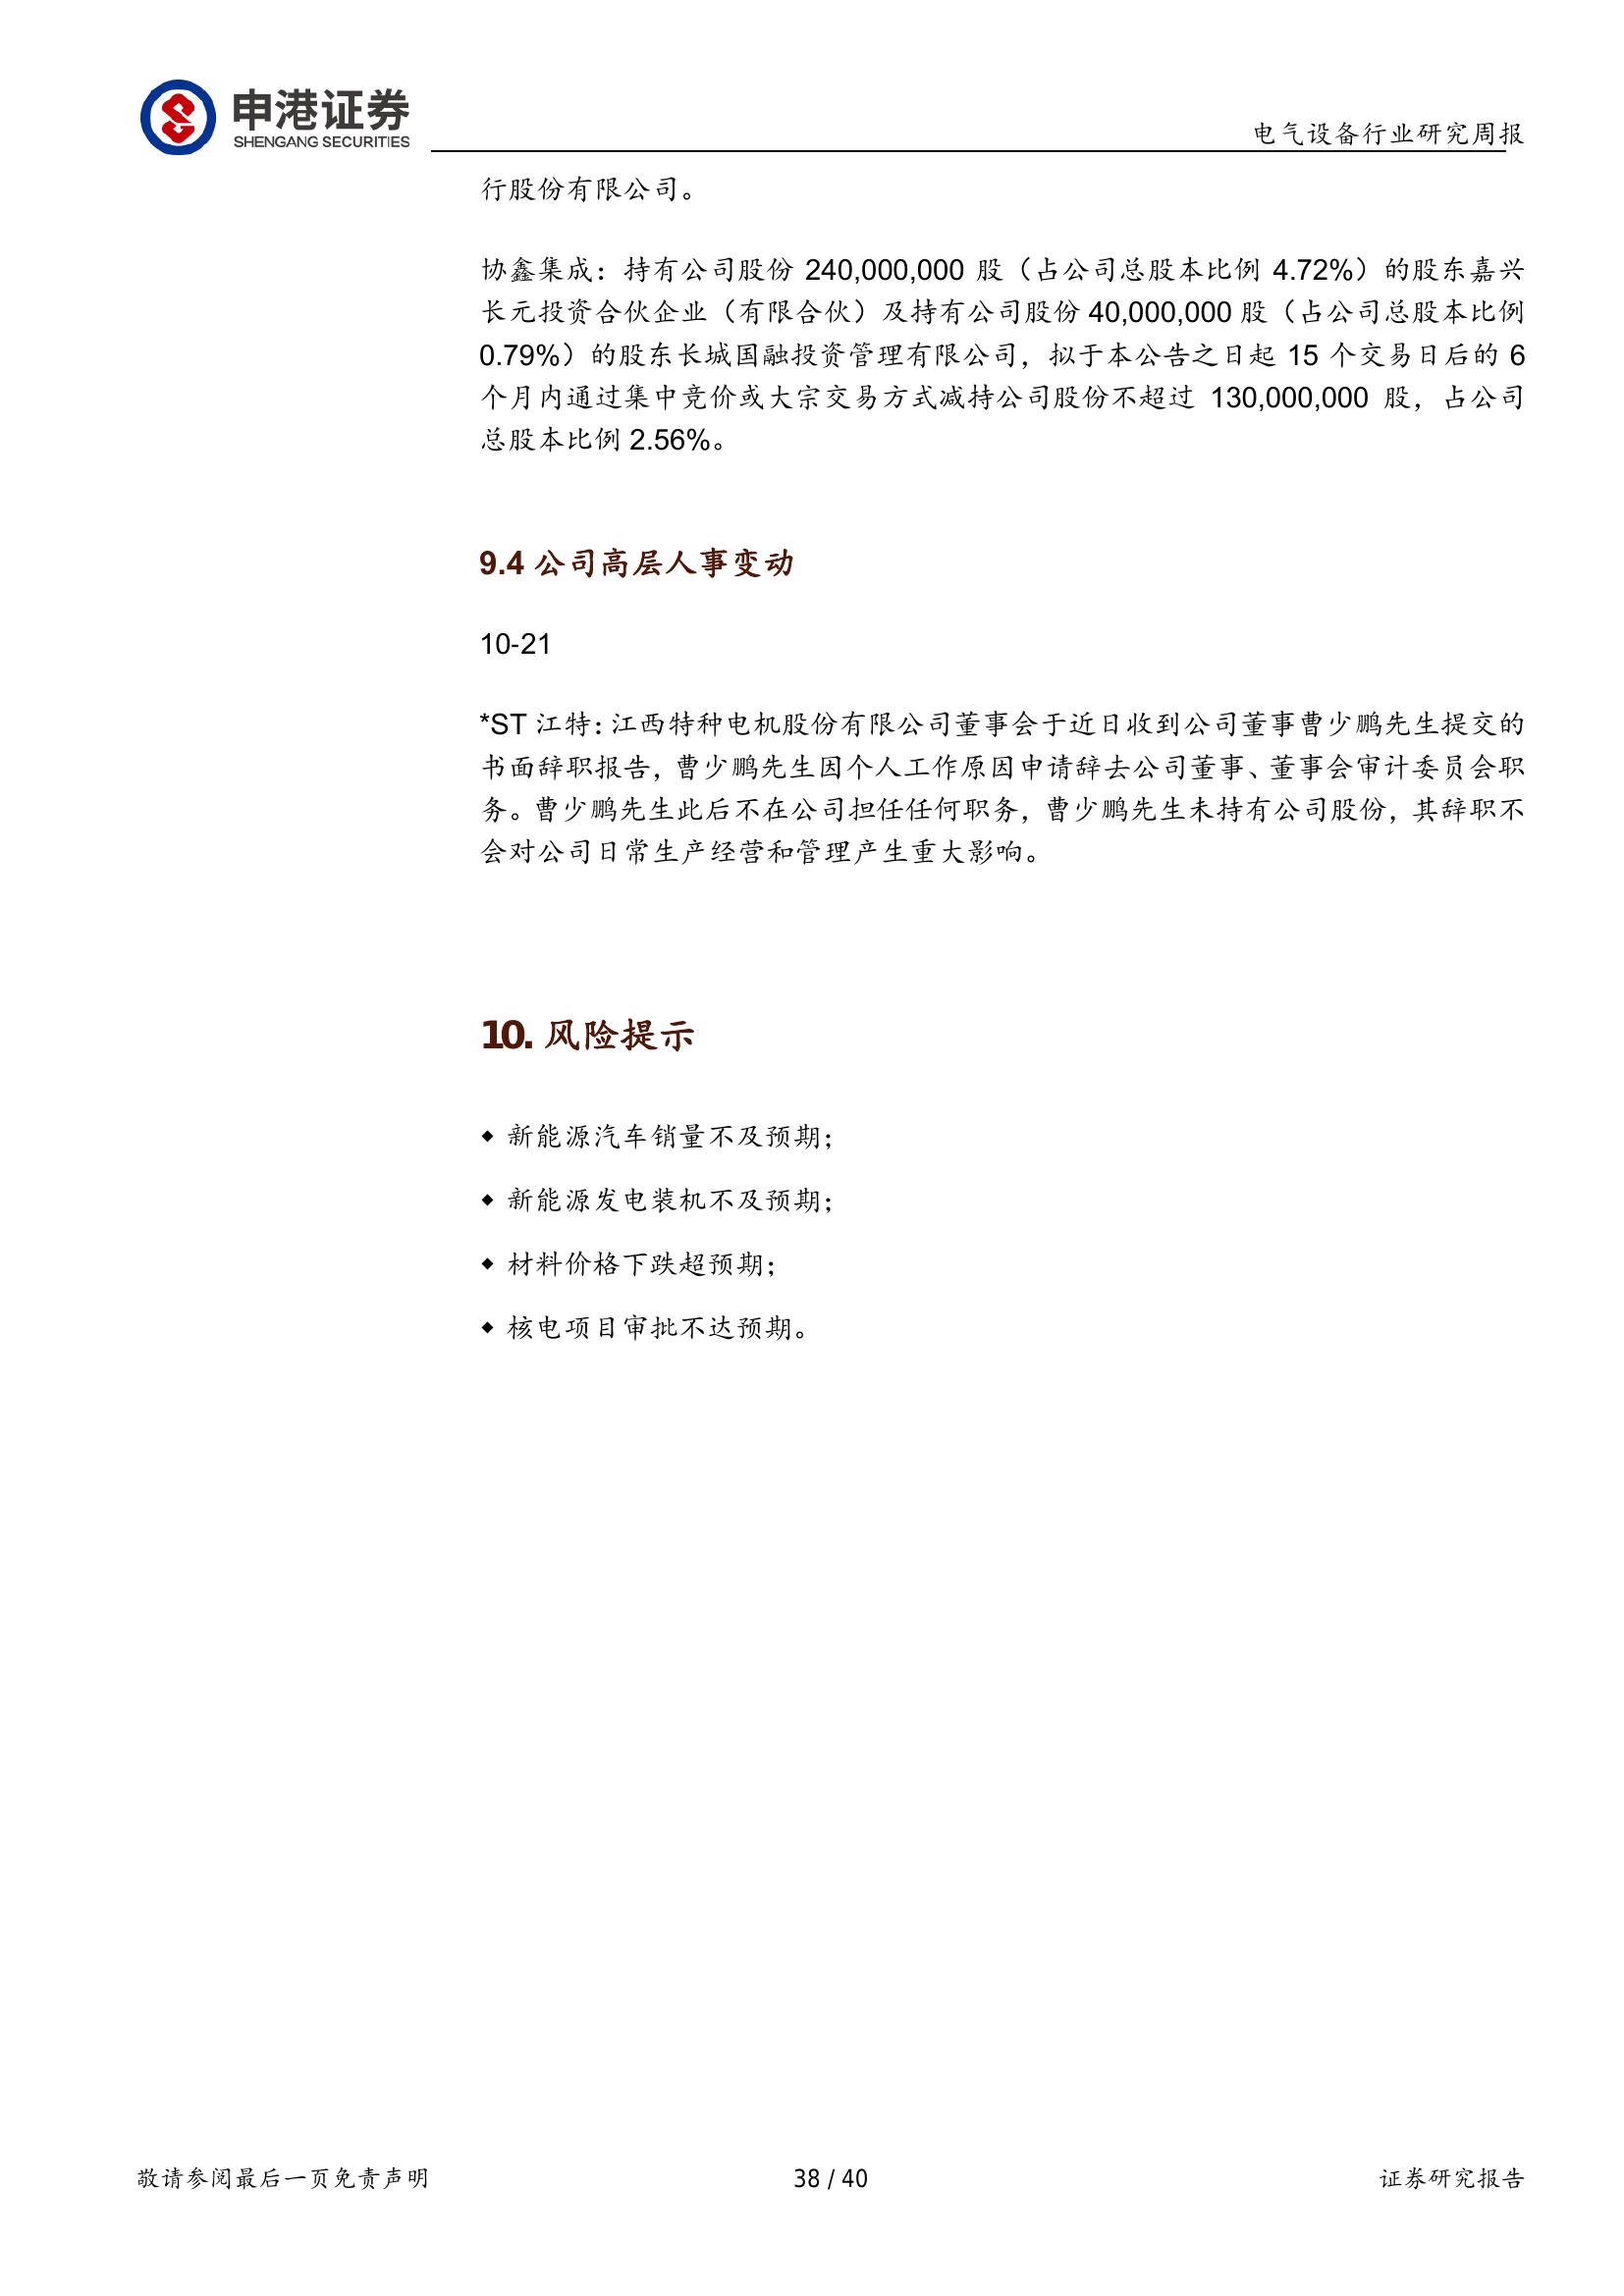 申港证券
SHENGANG SECURITIES
电气设备行业研究周报
行股份有限公司。
协鑫集成：持有公司股份 240,000,000 股（占公司总股本比例 4.72%）的股东嘉兴
长元投资合伙企业（有限合伙）及持有公司股份 40,000,000 股（占公司总股本比例
0.79%）的股东长城国融投资管理有限公司，拟于本公告之日起 15 个交易日后的 6
个月内通过集中竞价或大宗交易方式减持公司股份不超过 130,000,000 股，占公司
总股本比例 2.56%。
9.4 公司高层人事变动
10-21
*ST 江特：江西特种电机股份有限公司董事会于近日收到公司董事曹少鹏先生提交的
书面辞职报告，曹少鹏先生因个人工作原因申请辞去公司董事、董事会审计委员会职
务。曹少鹏先生此后不在公司担任任何职务，曹少鹏先生未持有公司股份，其辞职不
会对公司日常生产经营和管理产生重大影响。
10. 风险提示
◆ 新能源汽车销量不及预期；
◆ 新能源发电装机不及预期；
◆ 材料价格下跌超预期；
◆ 核电项目审批不达预期。
敬请参阅最后一页免责声明
38 / 40
证券研究报告